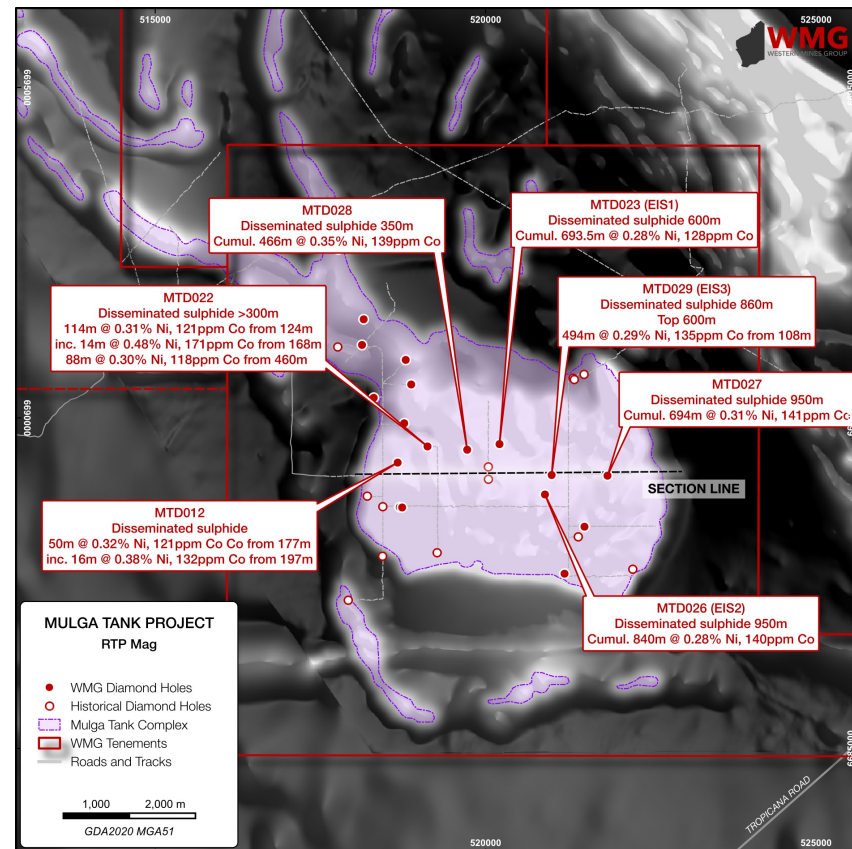 515000
520000
525000
WMG
WESTERN MINES GROUP
6695000
MTD028
Disseminated sulphide 350m
Cumul. 466m @ 0.35% Ni, 139ppm Co
MTD023 (EIS1)
Disseminated sulphide 600m
Cumul. 693.5m @ 0.28% Ni, 128ppm Co
MTD022
Disseminated sulphide >300m
114m @ 0.31% Ni, 121ppm Co from 124m
inc. 14m @ 0.48% Ni, 171ppm Co from 168m
88m @ 0.30% Ni, 118ppm Co from 460m
MTD029 (EIS3)
Disseminated sulphide 860m
Top 600m
494m @ 0.29% Ni, 135ppm Co from 108m
MTD027
Disseminated sulphide 950m
Cumul. 694m @ 0.31% Ni, 141ppm Co
6690000
SECTION LINE
MTD012
Disseminated sulphide
50m @ 0.32% Ni, 121ppm Co Co from 177m
inc. 16m @ 0.38% Ni, 132ppm Co from 197m
MTD026 (EIS2)
Disseminated sulphide 950m
Cumul. 840m @ 0.28% Ni, 140ppm Co
MULGA TANK PROJECT
RTP Mag
WMG Diamond Holes
Historical Diamond Holes
Mulga Tank Complex
WMG Tenements
Roads and Tracks
1,000 2,000 m
GDA2020 MGA51
6685000
TROPICANA ROAD
520000
525000